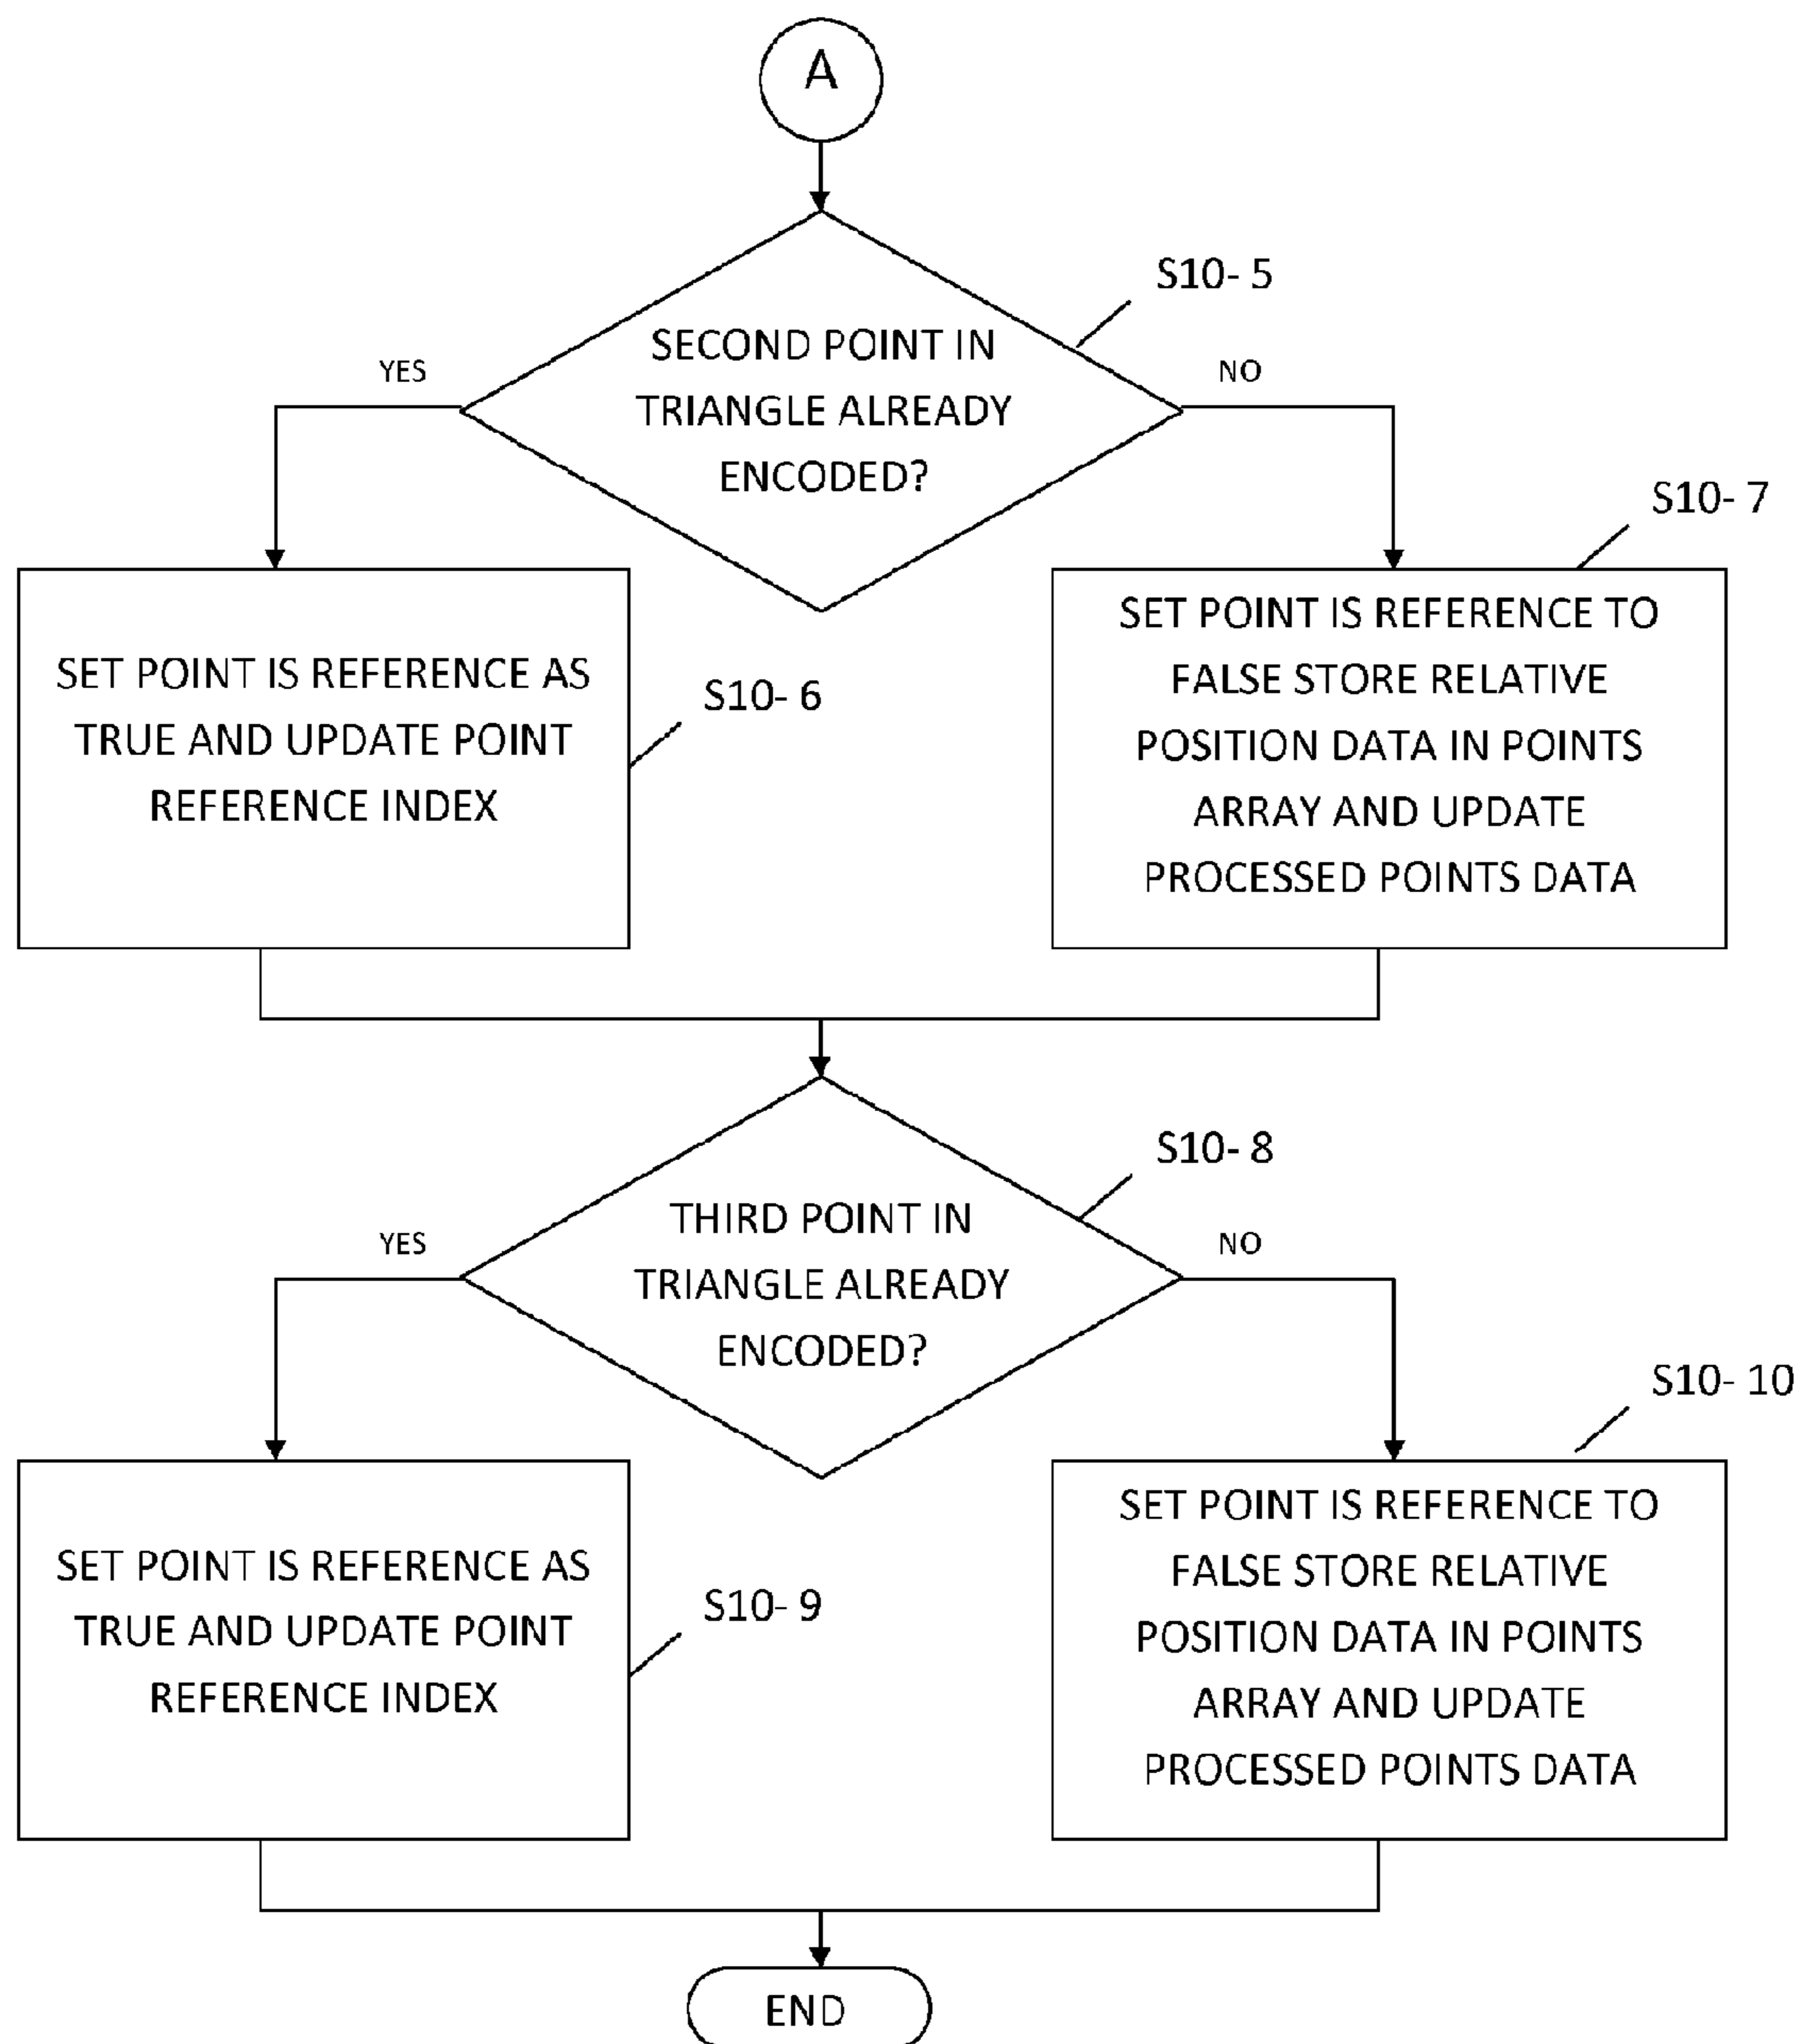 A
S10- 5
SECOND POINT IN
TRIANGLE ALREADY
ENCODED?
YES
NO
S10- 7
SET POINT IS REFERENCE AS
TRUE AND UPDATE POINT
REFERENCE INDEX
S10- 6
SET POINT IS REFERENCE TO
FALSE STORE RELATIVE
POSITION DATA IN POINTS
ARRAY AND UPDATE
PROCESSED POINTS DATA
S10- 8
THIRD POINT IN
TRIANGLE ALREADY
ENCODED?
YES
NO
S10- 10
SET POINT IS REFERENCE AS
TRUE AND UPDATE POINT
REFERENCE INDEX
S10- 9
SET POINT IS REFERENCE TO
FALSE STORE RELATIVE
POSITION DATA IN POINTS
ARRAY AND UPDATE
PROCESSED POINTS DATA
END